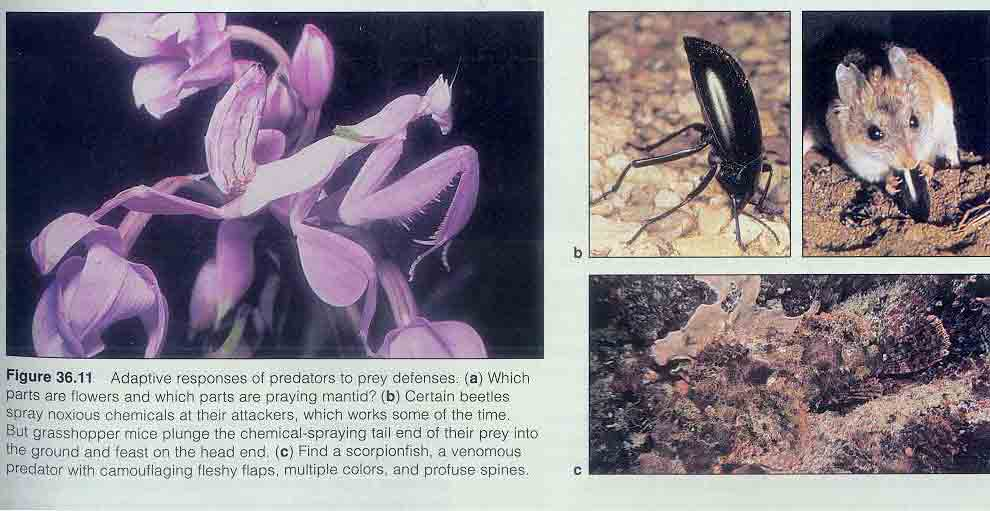 b
Figure 36.11 Adaptive responses of predators to prey defenses. (a) Which
parts are flowers and which parts are praying mantid? (b) Certain beetles
spray noxious chemicals at their attackers, which works some of the time.
But grasshopper mice plunge the chemical-spraying tail end of their prey into
the ground and feast on the head end. (c) Find a scorpionfish, a venomous
predator with camouflaging fleshy flaps, multiple colors, and profuse spines.
c